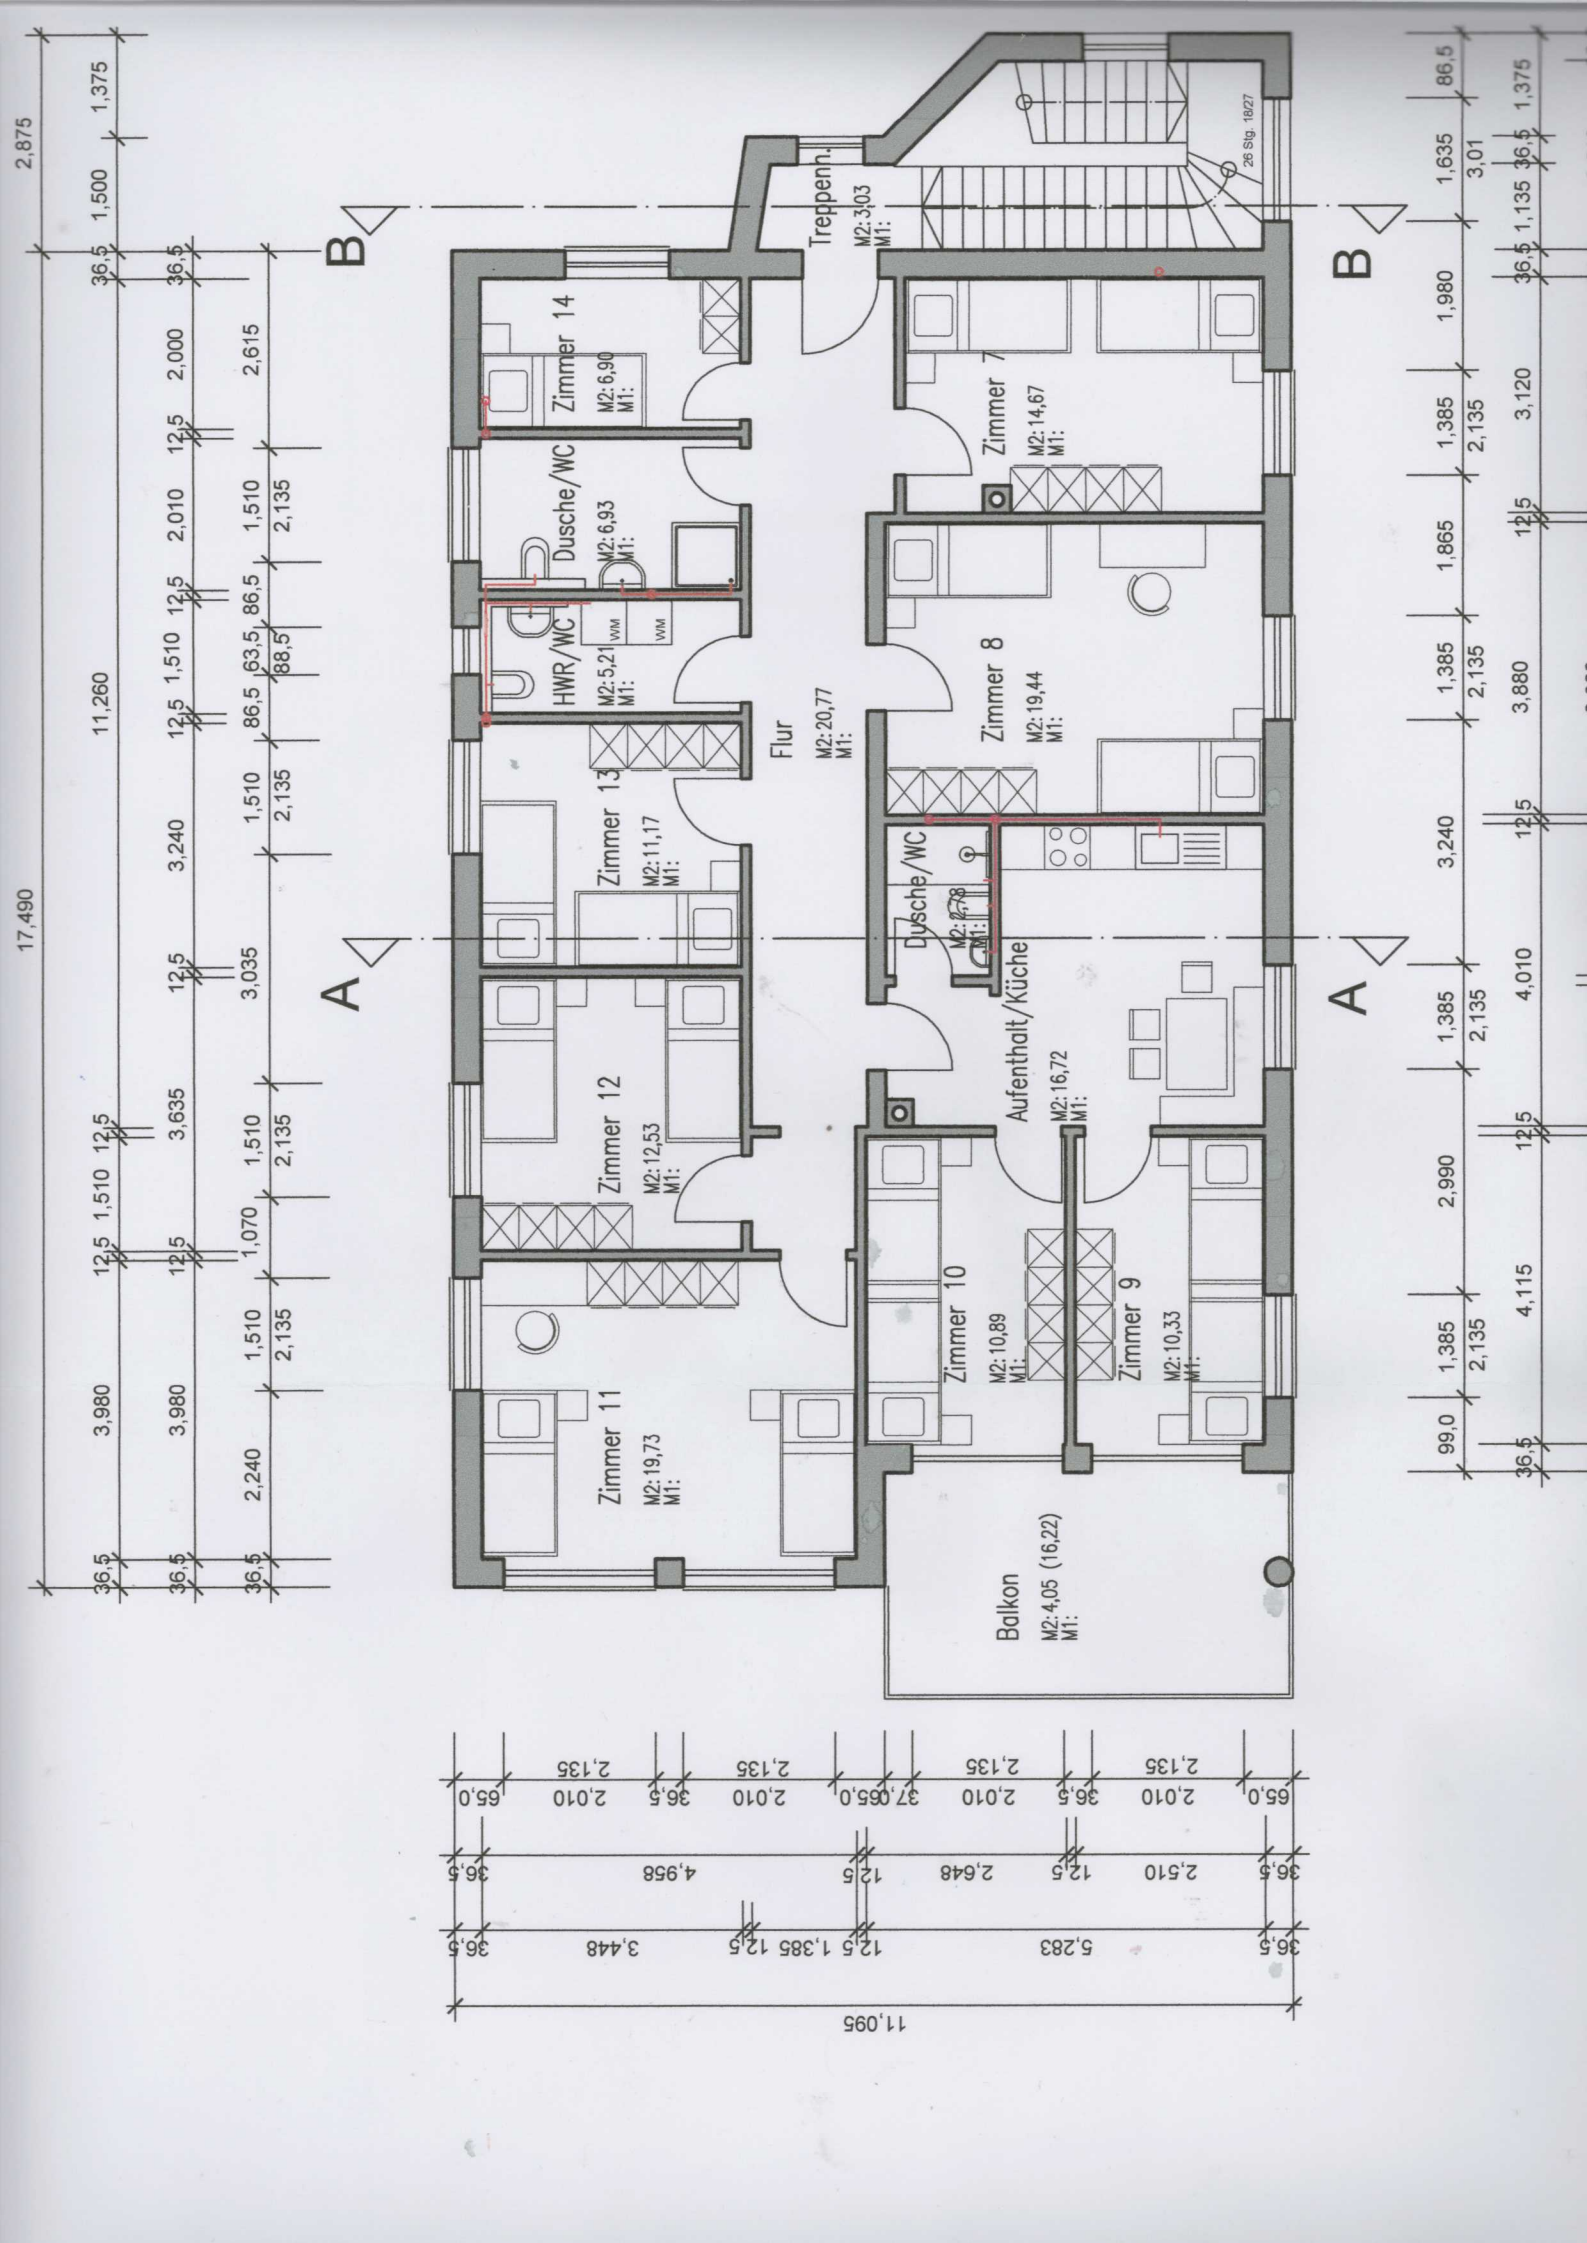 2,875
1,375
1,500
17,490
36,5
11,260
12,5
1,510
12,5
3,980
36,5
36,5
2,000
12,5
2,010
12,5
1,510
12,5
3,240
12,5
3,635
12,5
3,980
36,5
2,615
1,510
2,135
86,5
63,5
88,5
86,5
1,510
2,135
3,035
1,510
2,135
1,070
1,510
2,135
2,240
36,5
B
A
Zimmer 14
M2: 6,90
M1:
Dusche/WC
M2: 6,93
M1:
HWR/WC
M2: 5,21
M1:
WM
WM
Zimmer 13
M2: 11,17
M1:
Zimmer 12
M2: 12,53
M1:
Zimmer 11
M2: 19,73
M1:
Flur
M2: 20,77
M1:
Treppenh.
M2: 3,03
M1:
26 Stg. 18/27
Zimmer 7
M2: 14,67
M1:
Zimmer 8
M2: 19,44
M1:
Dusche/WC
M2: 2,78
M1:
Aufenthalt/Küche
M2: 16,72
M1:
Zimmer 10
M2: 10,89
M1:
Zimmer 9
M2: 10,33
M1:
Balkon
M2: 4,05 (16,22)
M1:
B
A
86,5
1,635
3,01
1,980
1,385
2,135
1,865
1,385
2,135
3,240
1,385
2,135
2,990
1,385
2,135
99,0
1,375
36,5
1,135
36,5
3,120
12,5
3,880
12,5
4,010
12,5
4,115
36,5
65,0
2,010
2,135
36,5
2,010
2,135
65,0
37,0
2,010
2,135
36,5
2,010
2,135
65,0
36,5
4,958
12,5
2,648
12,5
2,510
36,5
36,5
3,448
12,5
1,385
12,5
5,283
36,5
11,095